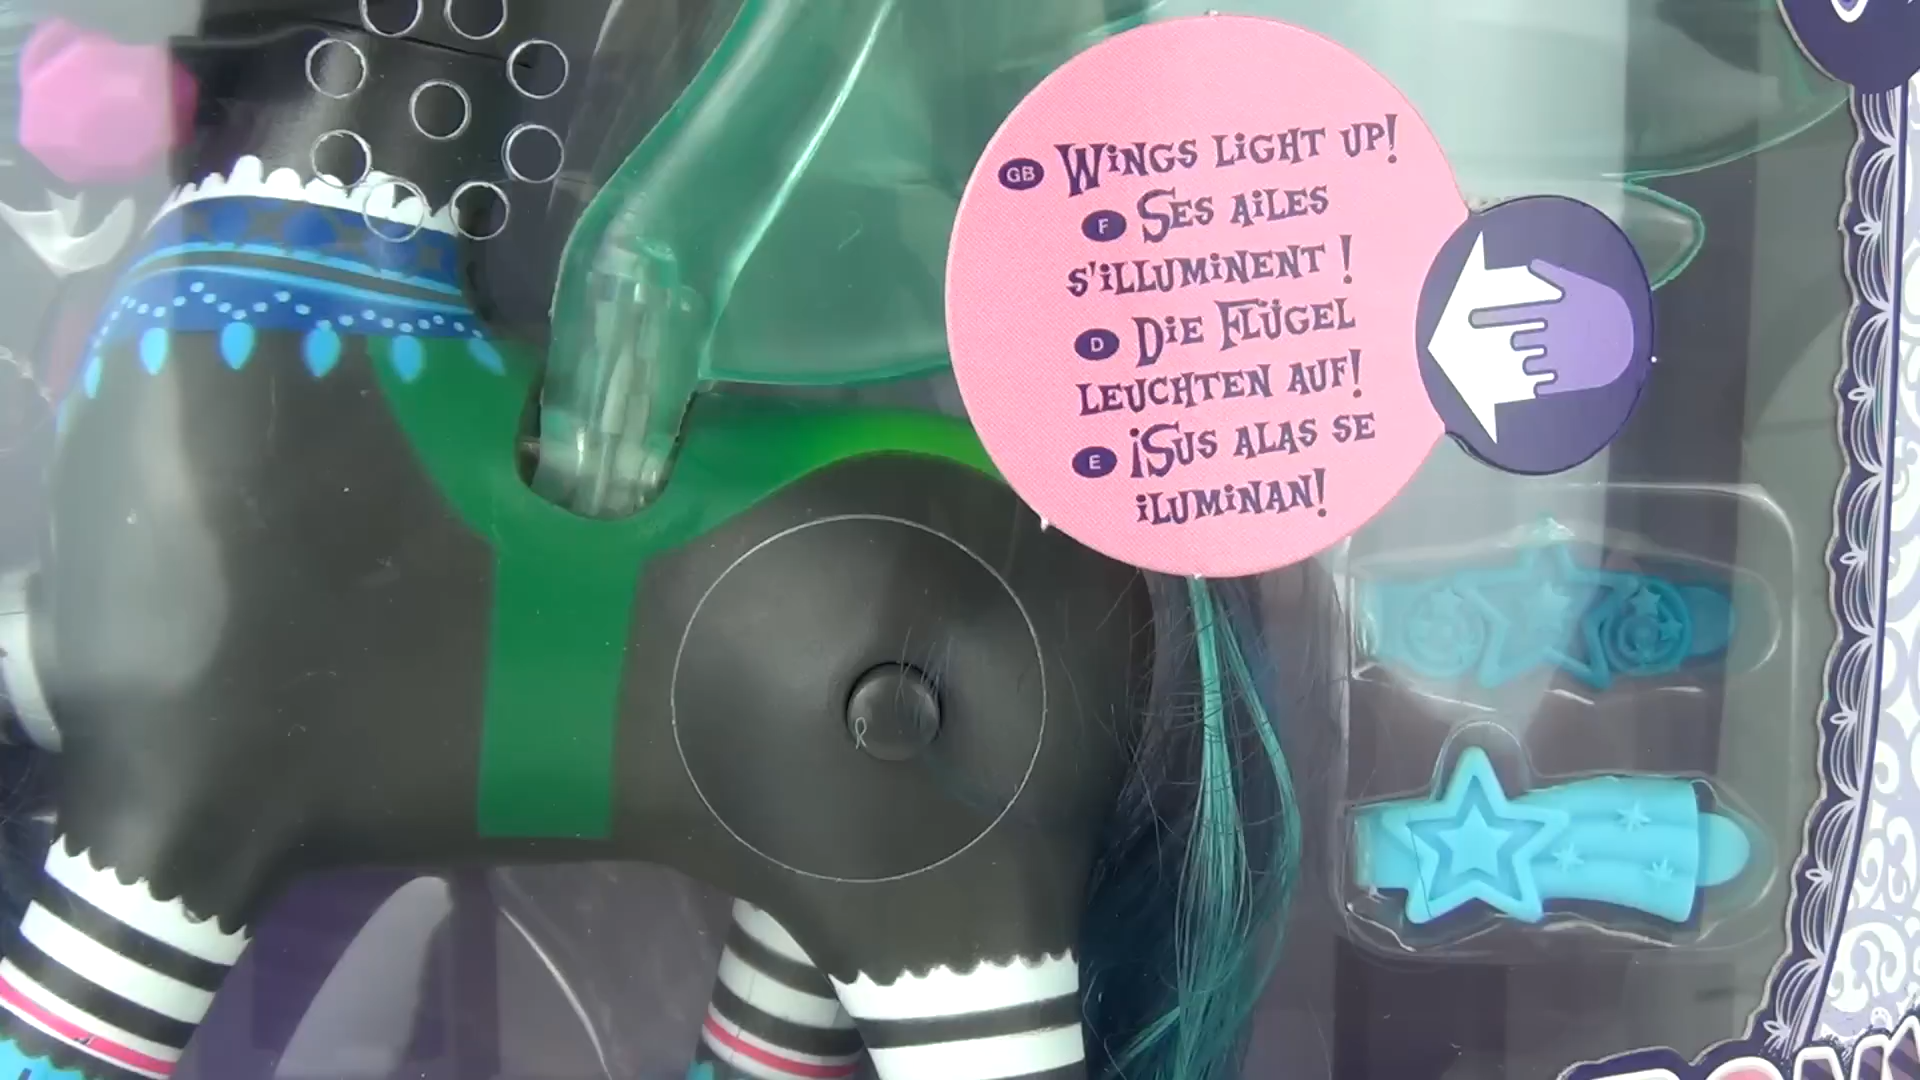 GB Wings light up!
F Ses ailes
s'illuminent !
D Die Flügel
leuchten auf!
E ¡Sus alas se
iluminan!